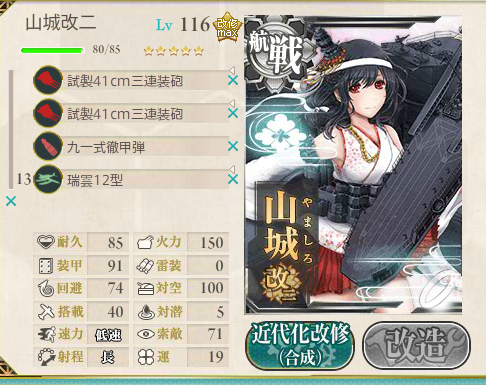 山城改二 Lv 116 改修max
80/85
試製41cm三連装砲
試製41cm三連装砲
九一式徹甲弾
13 瑞雲12型
耐久 85 火力 150
装甲 91 雷装 0
回避 74 対空 100
搭載 40 対潜 5
速力 低速 索敵 71
射程 長 運 19
航戦
やましろ
山城改二
近代化改修
(合成)
改造